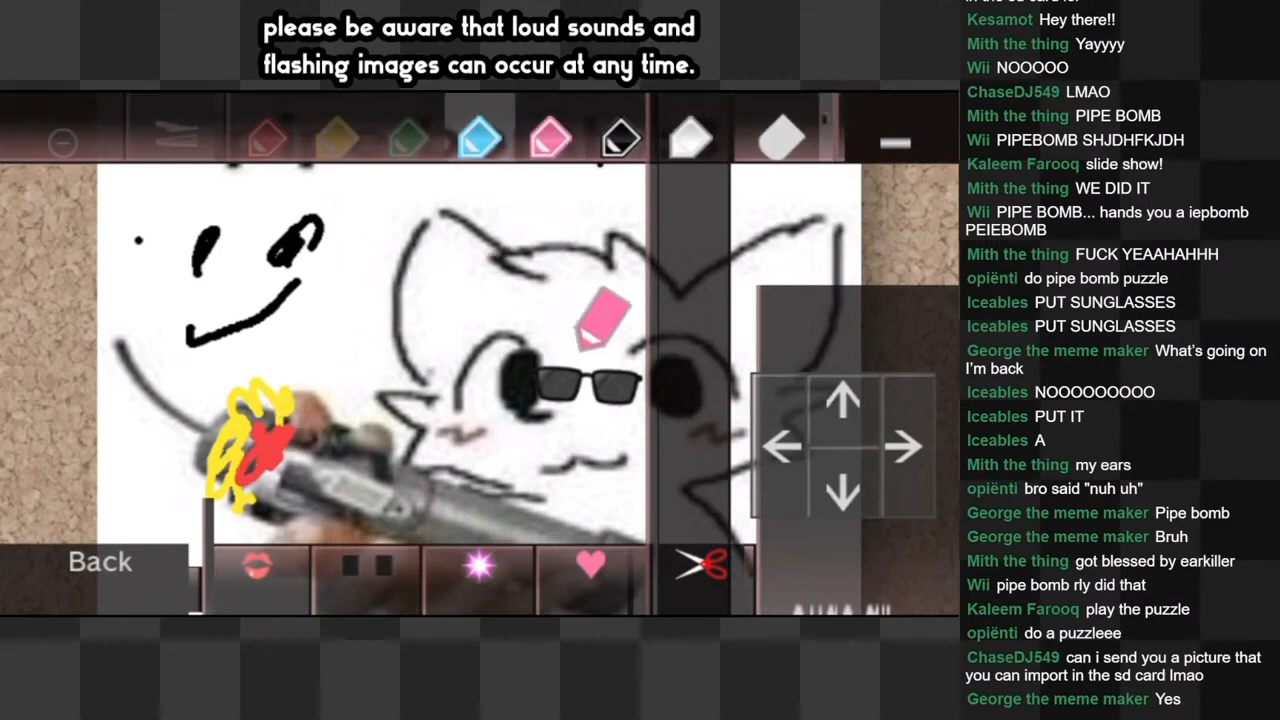 please be aware that loud sounds and
flashing images can occur at any time.
Back
Kesamot Hey there!!
Mith the thing Yayyyy
Wii NOOOOO
ChaseDJ549 LMAO
Mith the thing PIPE BOMB
Wii PIPEBOMB SHJDHFKJDH
Kaleem Farooq slide show!
Mith the thing WE DID IT
Wii PIPE BOMB... hands you a iepbomb
PEIEBOMB
Mith the thing FUCK YEAAHAHHH
opiënti do pipe bomb puzzle
Iceables PUT SUNGLASSES
Iceables PUT SUNGLASSES
George the meme maker What's going on
I'm back
Iceables NOOOOOOOOO
Iceables PUT IT
Iceables A
Mith the thing my ears
opiënti bro said "nuh uh"
George the meme maker Pipe bomb
George the meme maker Bruh
Mith the thing got blessed by earkiller
Wii pipe bomb rly did that
Kaleem Farooq play the puzzle
opiënti do a puzzleee
ChaseDJ549 can i send you a picture that
you can import in the sd card lmao
George the meme maker Yes